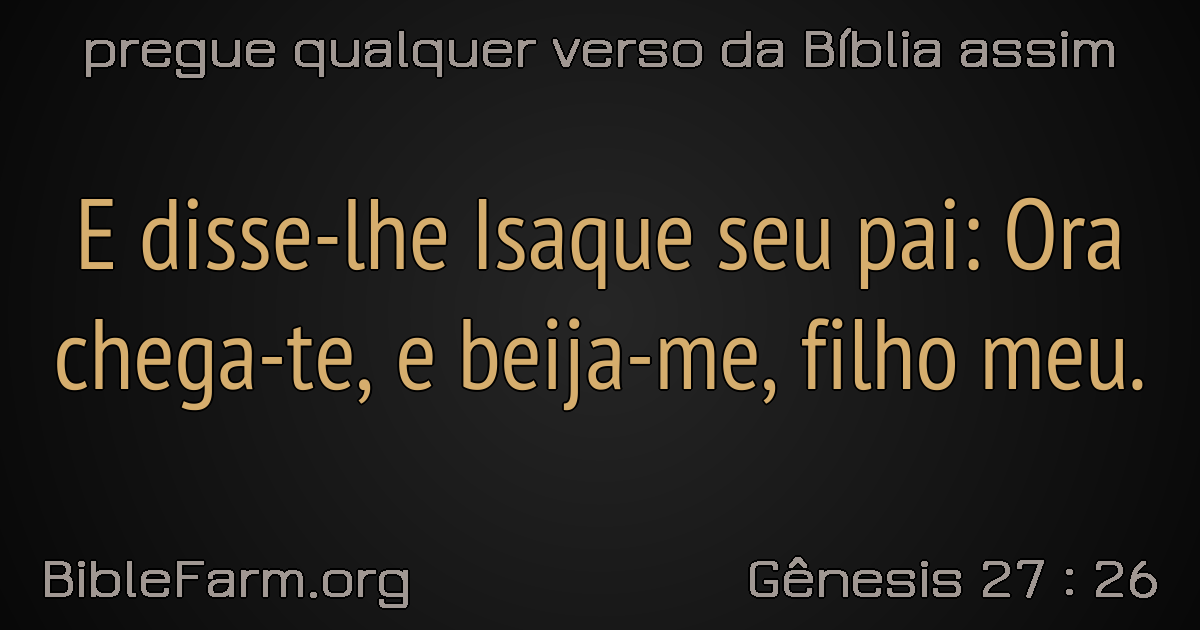 pregue qualquer verso da Bíblia assim
E disse-lhe Isaque seu pai: Ora
chega-te, e beija-me, filho meu.
BibleFarm.org
Gênesis 27 : 26